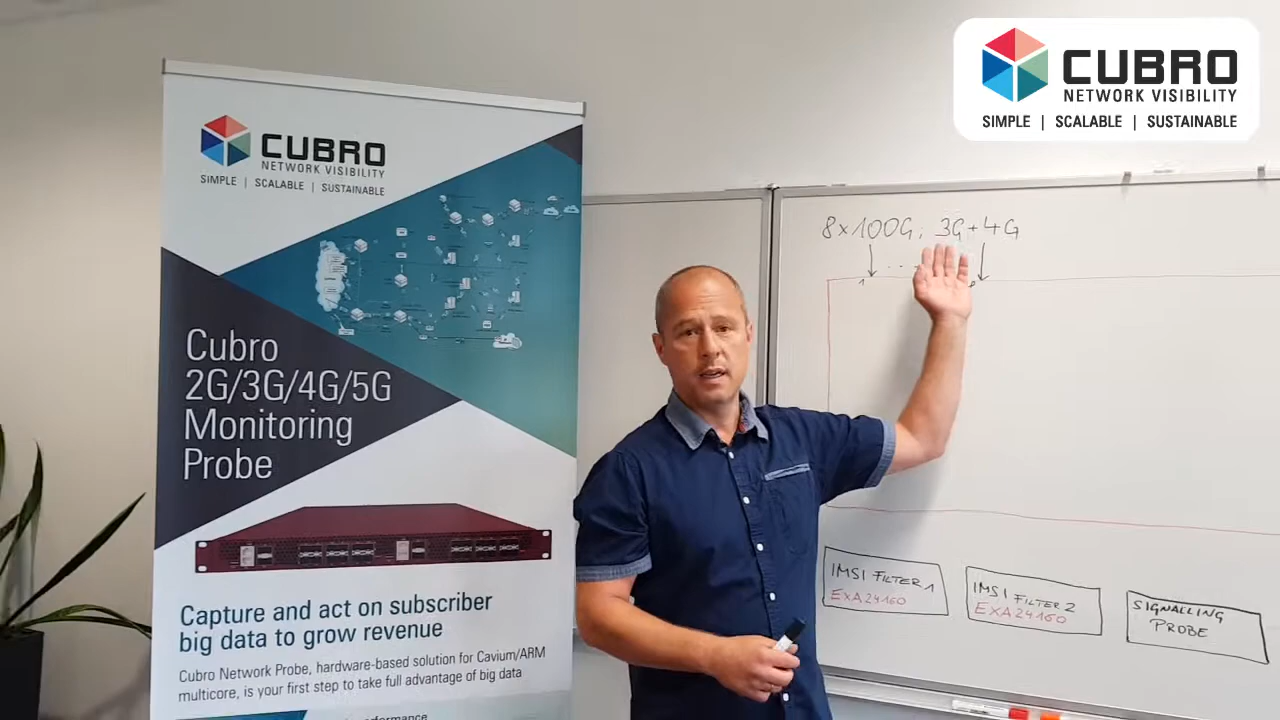 CUBRO
NETWORK VISIBILITY
SIMPLE | SCALABLE | SUSTAINABLE
CUBRO
NETWORK VISIBILITY
SIMPLE | SCALABLE | SUSTAINABLE
Cubro
2G/3G/4G/5G
Monitoring
Probe
Capture and act on subscriber
big data to grow revenue
Cubro Network Probe, hardware-based solution for Cavium/ARM
multicore, is your first step to take full advantage of big data
8x100G; 3G+4G
1
IMSI FILTER 1
EXA24160
IMSI FILTER 2
EXA24160
SIGNALLING
PROBE